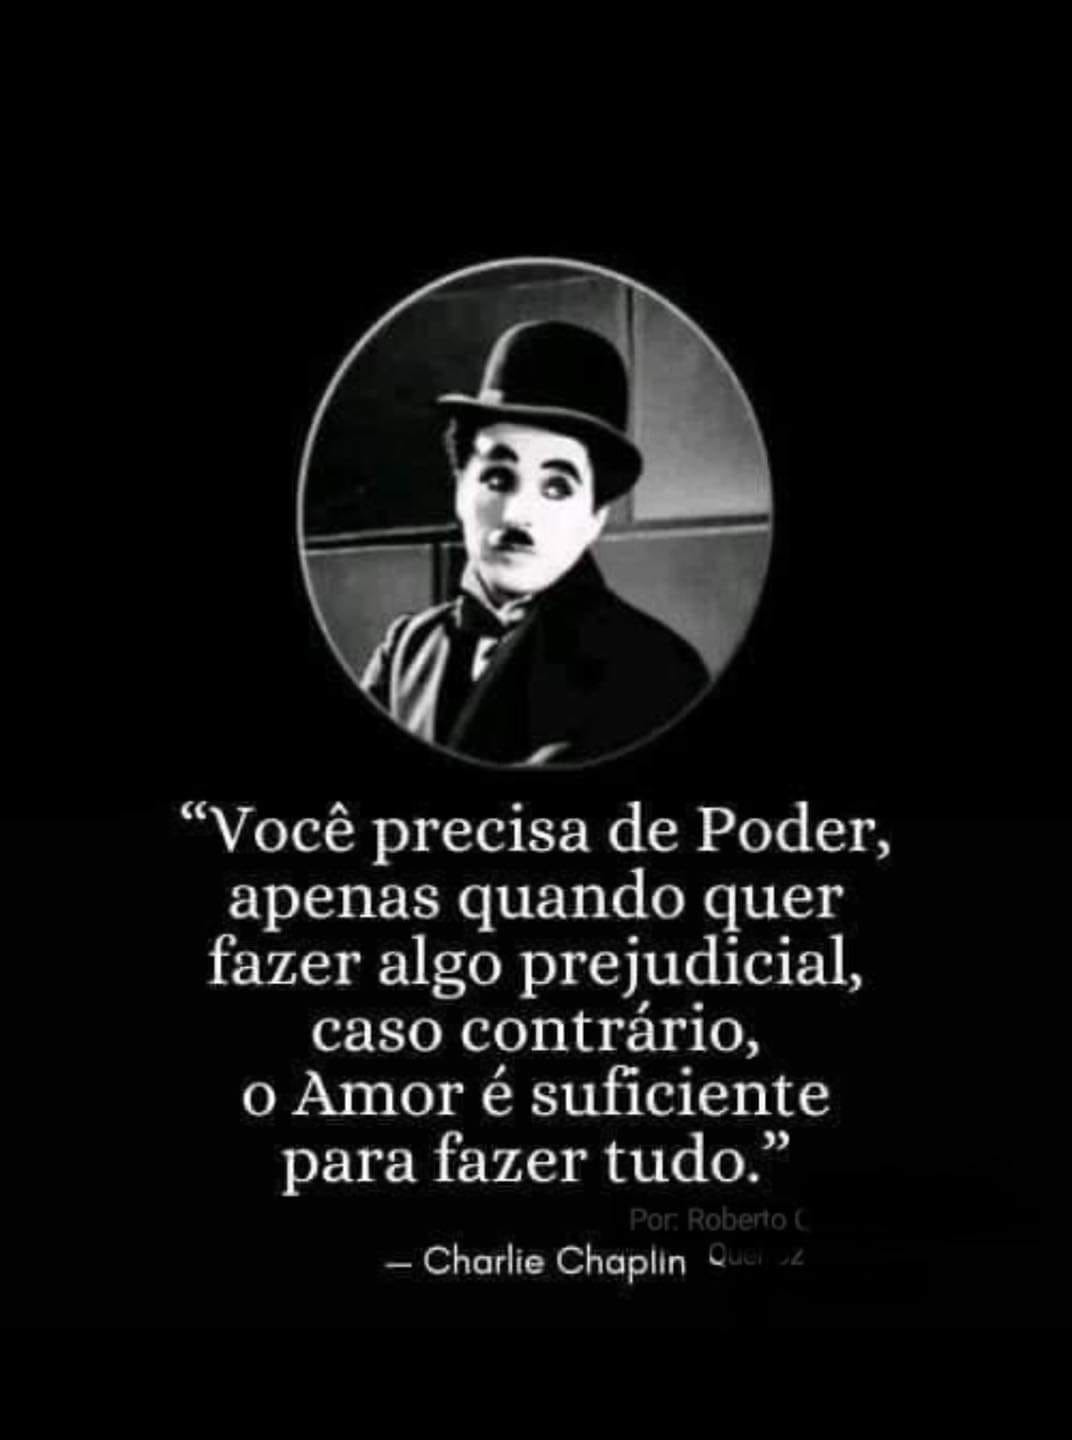 “Você precisa de Poder,
apenas quando quer
fazer algo prejudicial,
caso contrário,
o Amor é suficiente
para fazer tudo.”
Por: Roberto
— Charlie Chaplin